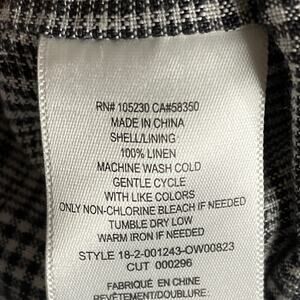 RN# 105230 CA#58350
MADE IN CHINA
SHELL/LINING
100% LINEN
MACHINE WASH COLD
GENTLE CYCLE
WITH LIKE COLORS
ONLY NON-CHLORINE BLEACH IF NEEDED
TUMBLE DRY LOW
WARM IRON IF NEEDED
STYLE 18-2-001243-OW00823
CUT 000296
FABRIQUÉ EN CHINE
REVÊTEMENT/DOUBLURE: